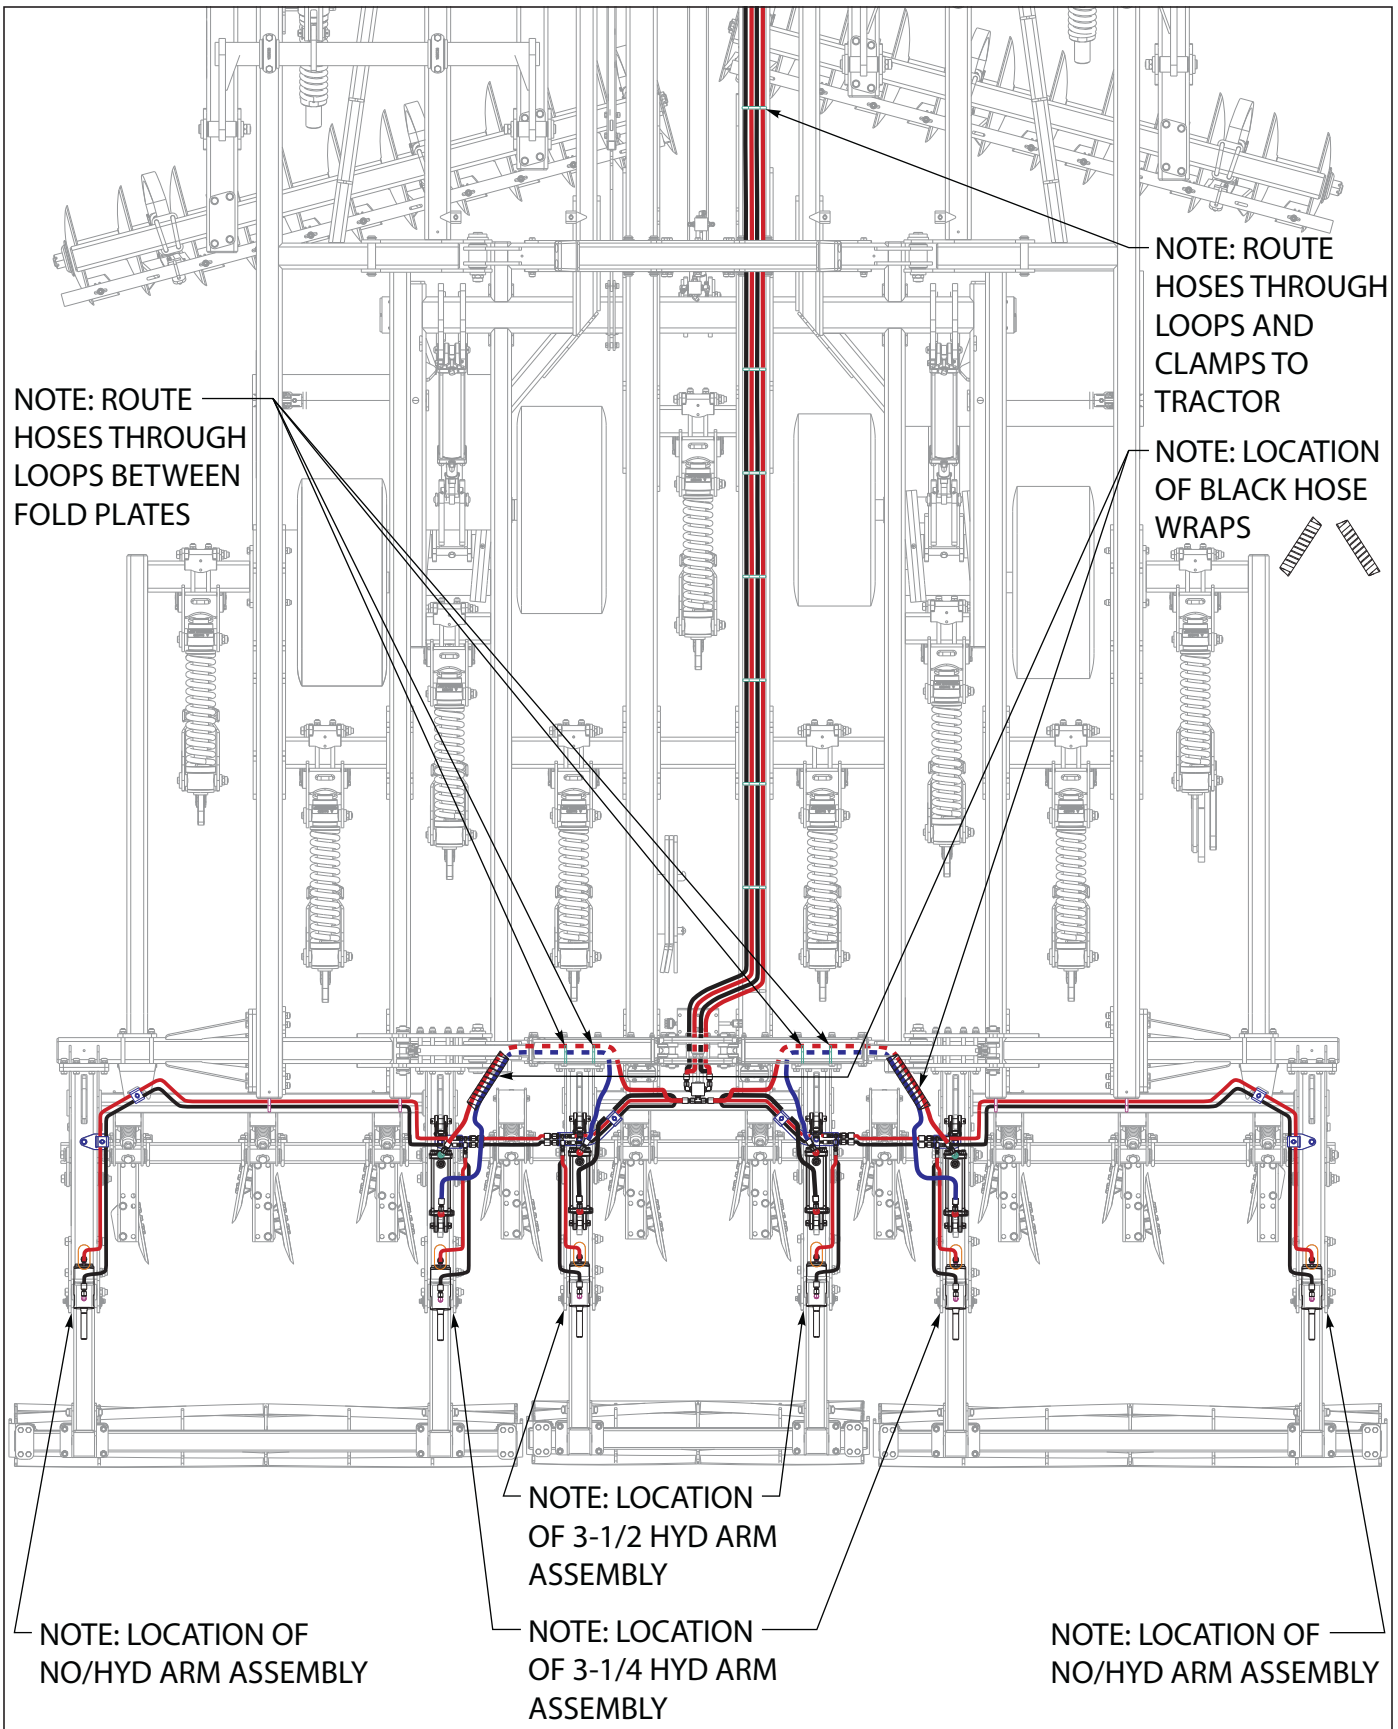 NOTE: ROUTE
HOSES THROUGH
LOOPS AND
CLAMPS TO
TRACTOR
NOTE: ROUTE
HOSES THROUGH
LOOPS BETWEEN
FOLD PLATES
NOTE: LOCATION
OF BLACK HOSE
WRAPS
NOTE: LOCATION
OF 3-1/2 HYD ARM
ASSEMBLY
NOTE: LOCATION OF
NO/HYD ARM ASSEMBLY
NOTE: LOCATION
OF 3-1/4 HYD ARM
ASSEMBLY
NOTE: LOCATION OF
NO/HYD ARM ASSEMBLY